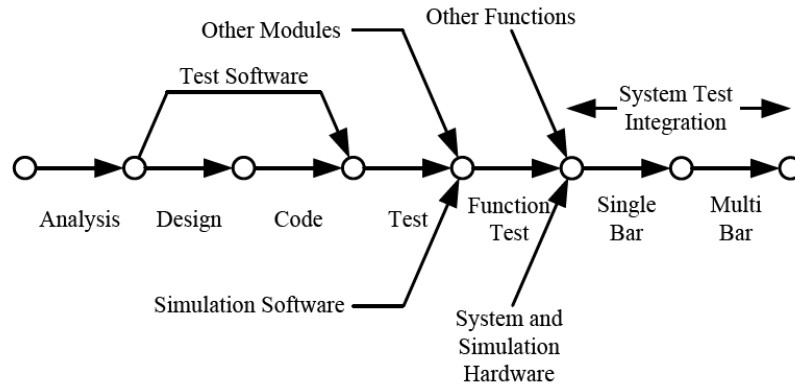 Other Modules
Other Functions
Test Software
System Test
Integration
Analysis
Design
Code
Test
Function
Test
Single
Bar
Multi
Bar
Simulation Software
System and
Simulation
Hardware